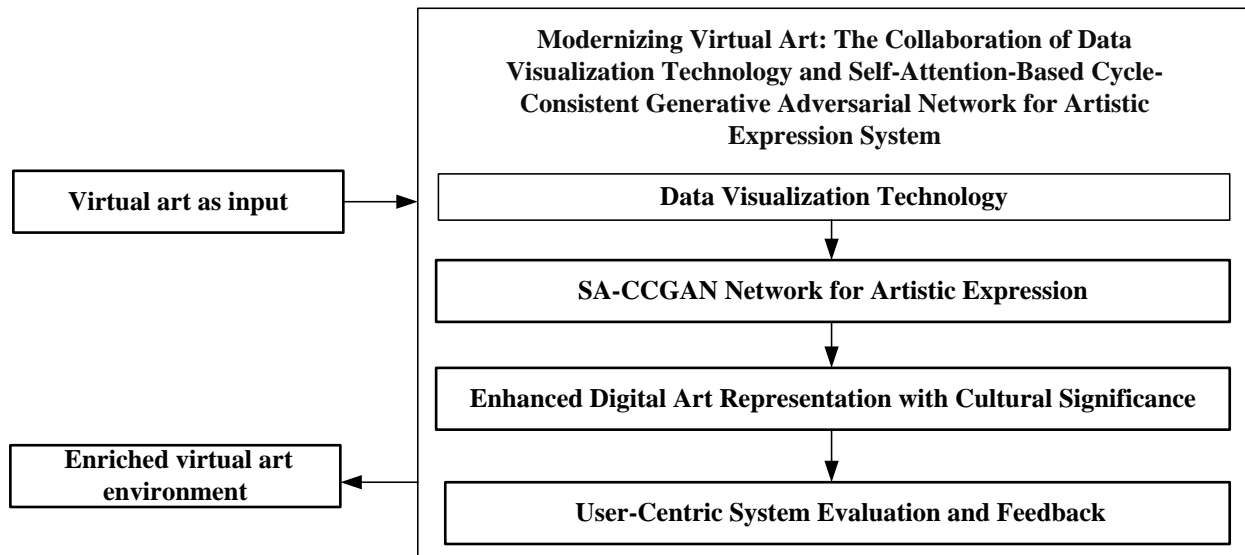 Modernizing Virtual Art: The Collaboration of Data
Visualization Technology and Self-Attention-Based Cycle-
Consistent Generative Adversarial Network for Artistic
Expression System
Virtual art as input
Data Visualization Technology
SA-CCGAN Network for Artistic Expression
Enhanced Digital Art Representation with Cultural Significance
Enriched virtual art
environment
User-Centric System Evaluation and Feedback